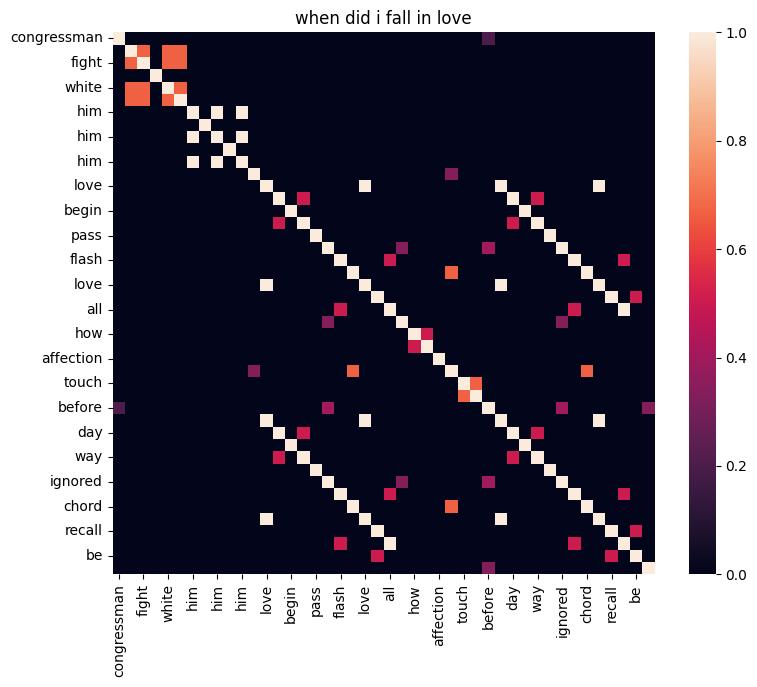 when did i fall in love
congressman
fight
white
him
him
him
love
begin
pass
flash
love
all
how
affection
touch
before
day
way
ignored
chord
recall
be
1.0
0.8
0.6
0.4
0.2
0.0
congressman
fight
white
him
him
him
love
begin
pass
flash
love
all
how
affection
touch
before
day
way
ignored
chord
recall
be